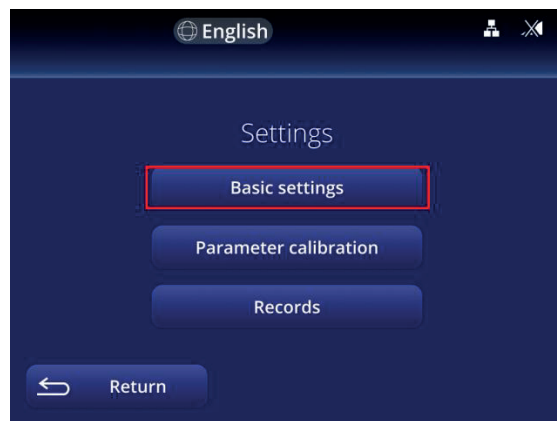 English
Settings
Basic settings
Parameter calibration
Records
Return